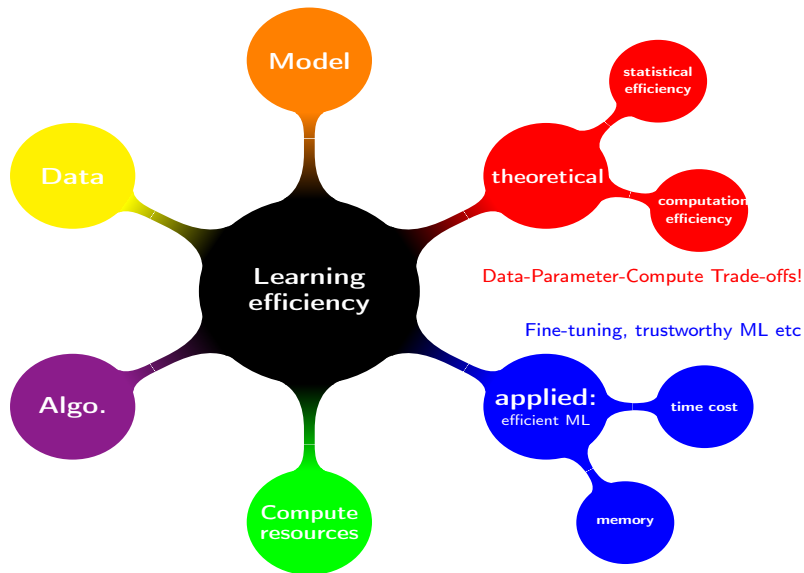 Model
statistical
efficiency
Data
theoretical
computation
efficiency
Learning
efficiency
Data-Parameter-Compute Trade-offs!
Fine-tuning, trustworthy ML etc
Algo.
applied:
efficient ML
time cost
Compute
resources
memory